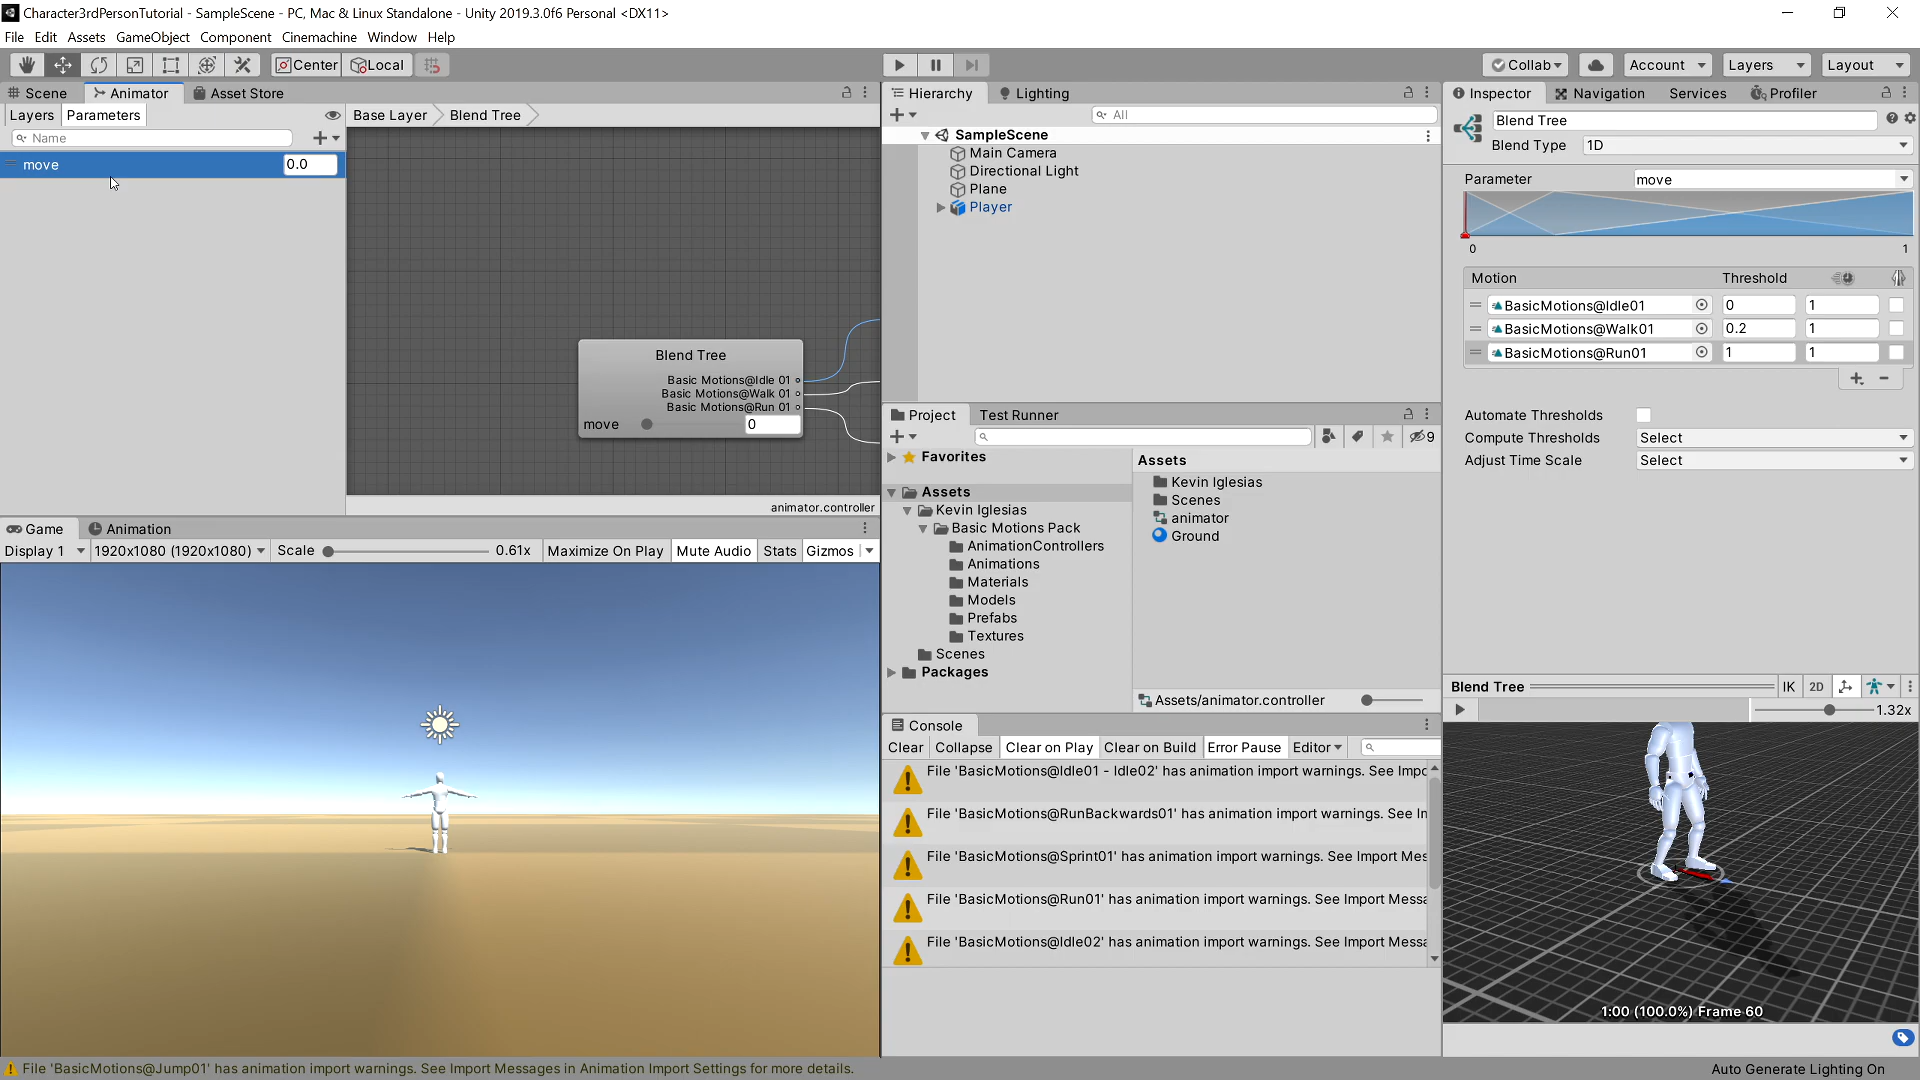 Character3rdPersonTutorial - SampleScene - PC, Mac & Linux Standalone - Unity 2019.3.0f6 Personal <DX11>
File Edit Assets GameObject Component Cinemachine Window Help
Center Local Collab Account Layers Layout
Scene Animator Asset Store
Layers Parameters
Base Layer Blend Tree
Name
move 0.0
Blend Tree
Basic Motions@Idle 01
Basic Motions@Walk 01
Basic Motions@Run 01
move 0
animator.controller
Game Animation
Display 1 1920x1080 (1920x1080) Scale 0.61x Maximize On Play Mute Audio Stats Gizmos
Hierarchy Lighting
All
SampleScene
Main Camera
Directional Light
Plane
Player
Project Test Runner
9
Favorites
Assets
Kevin Iglesias
Basic Motions Pack
AnimationControllers
Animations
Materials
Models
Prefabs
Textures
Scenes
Packages
Assets
Kevin Iglesias
Scenes
animator
Ground
Assets/animator.controller
Console
Clear Collapse Clear on Play Clear on Build Error Pause Editor
File 'BasicMotions@Idle01 - Idle02' has animation import warnings. See Impo
File 'BasicMotions@RunBackwards01' has animation import warnings. See In
File 'BasicMotions@Sprint01' has animation import warnings. See Import Mes
File 'BasicMotions@Run01' has animation import warnings. See Import Messa
File 'BasicMotions@Idle02' has animation import warnings. See Import Messa
Inspector Navigation Services Profiler
Blend Tree
Blend Type 1D
Parameter move
0 1
Motion Threshold
BasicMotions@Idle01 0 1
BasicMotions@Walk01 0.2 1
BasicMotions@Run01 1 1
Automate Thresholds
Compute Thresholds Select
Adjust Time Scale Select
Blend Tree IK 2D
1.32x
1:00 (100.0%) Frame 60
File 'BasicMotions@Jump01' has animation import warnings. See Import Messages in Animation Import Settings for more details.
Auto Generate Lighting On